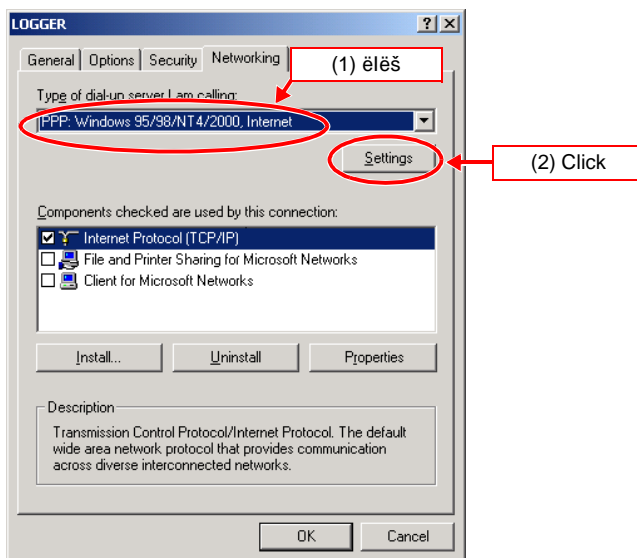 LOGGER
General Options Security Networking
(1) ëIëš
Type of dial-up server I am calling:
PPP: Windows 95/98/NT4/2000, Internet
Settings
(2) Click
Components checked are used by this connection:
Internet Protocol (TCP/IP)
File and Printer Sharing for Microsoft Networks
Client for Microsoft Networks
Install... Uninstall Properties
Description
Transmission Control Protocol/Internet Protocol. The default
wide area network protocol that provides communication
across diverse interconnected networks.
OK Cancel